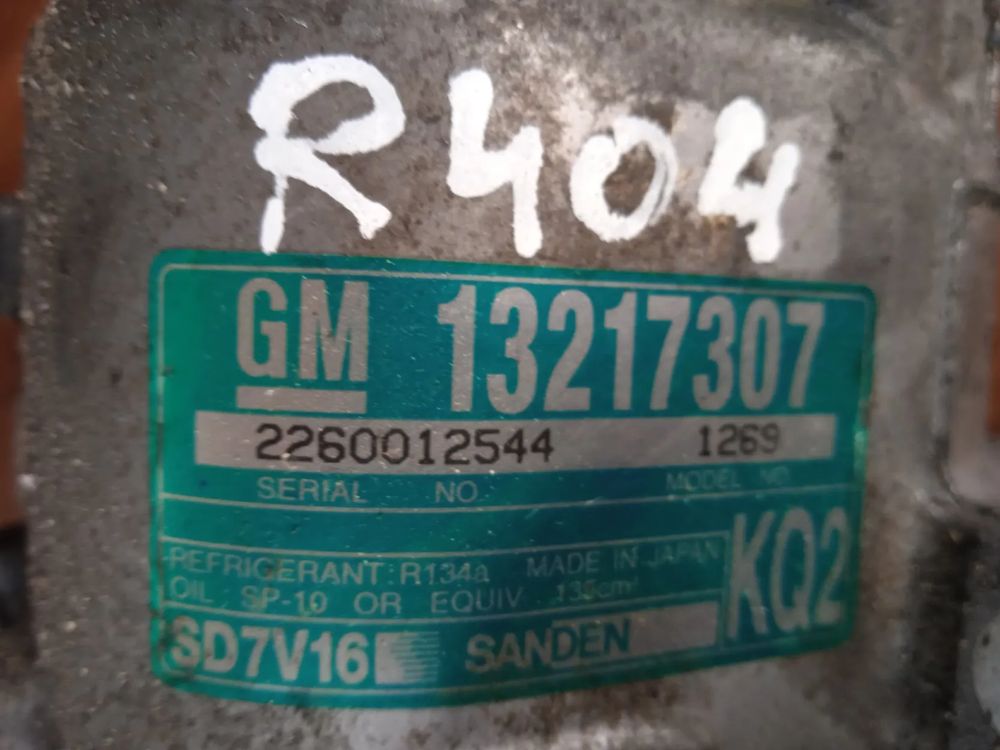 R404
GM 13217307
2260012544 1269
SERIAL NO. MODEL NO.
REFRIGERANT: R134a MADE IN JAPAN
OIL SP-10 OR EQUIV 135cm³
KQ2
SD7V16 SANDEN